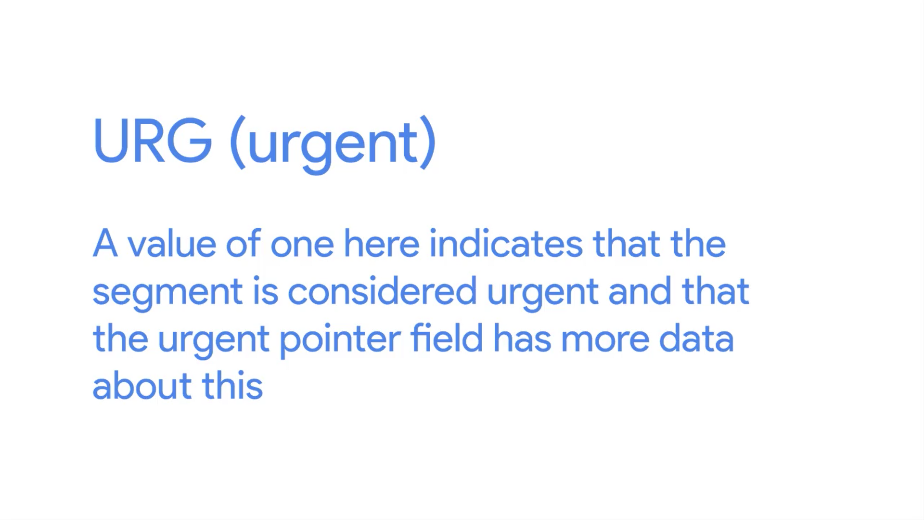 URG (urgent)
A value of one here indicates that the
segment is considered urgent and that
the urgent pointer field has more data
about this